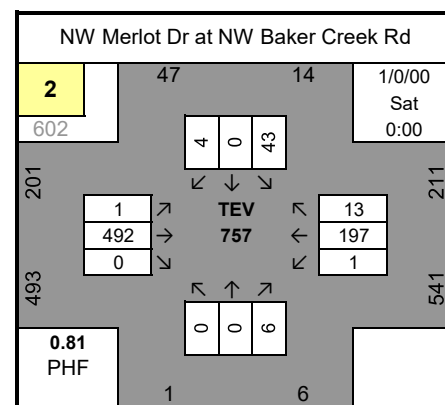 NW Merlot Dr at NW Baker Creek Rd
2
602
47
14
1/0/00
Sat
0:00
4 0 43
↙ ↓ ↘
201
211
1 ↗
492 →
0 ↘
TEV
757
↖ 13
← 197
↙ 1
493
541
↖ ↑ ↗
0 0 6
0.81
PHF
1
6